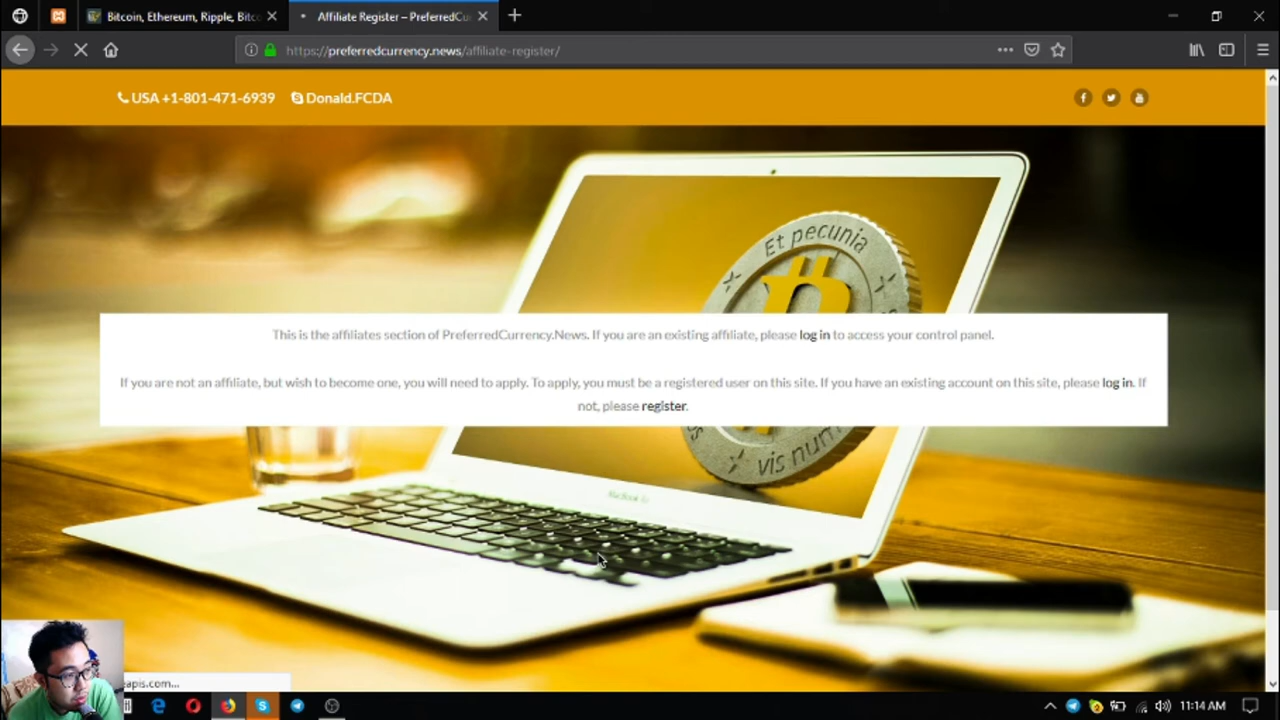 Bitcoin, Ethereum, Ripple, Bitco
Affiliate Register – PreferredCu
https://preferredcurrency.news/affiliate-register/
USA +1-801-471-6939 Donald.FCDA
Et pecunia
This is the affiliates section of PreferredCurrency.News. If you are an existing affiliate, please log in to access your control panel.
If you are not an affiliate, but wish to become one, you will need to apply. To apply, you must be a registered user on this site. If you have an existing account on this site, please log in. If
not, please register.
vis num
MacBook Air
apis.com...
11:14 AM